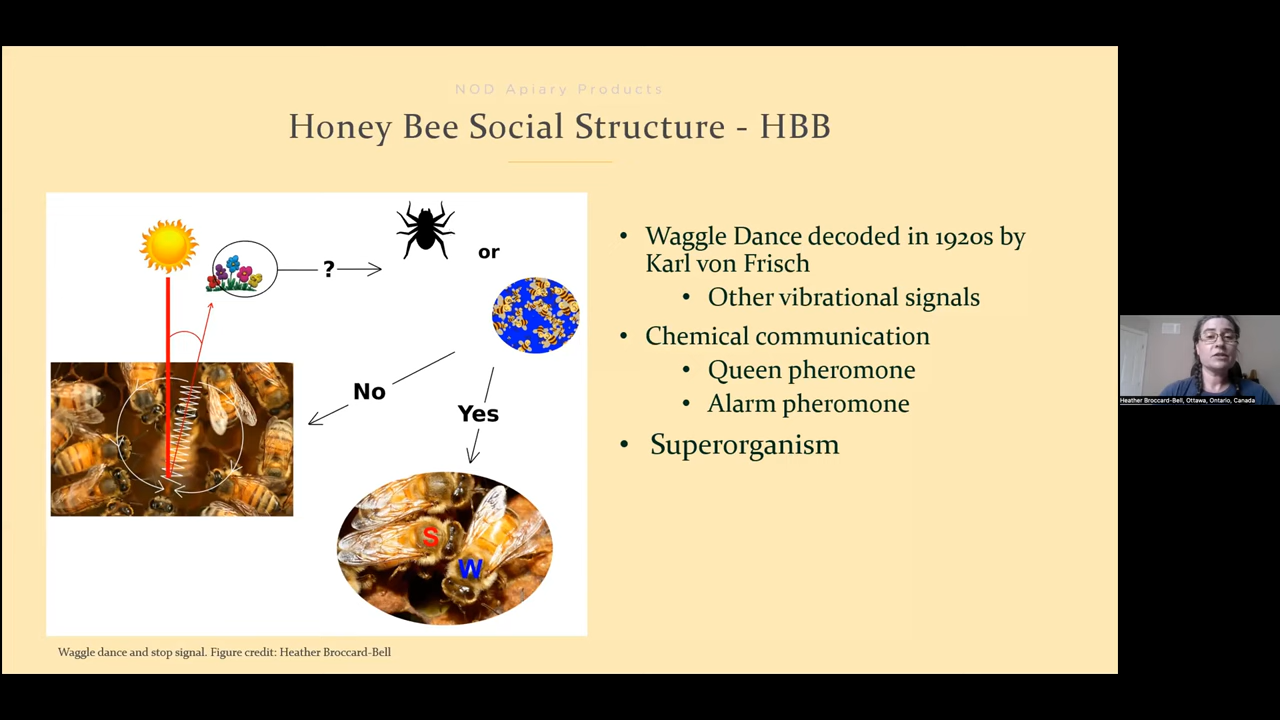 NOD Apiary Products
Honey Bee Social Structure - HBB
?
or
No
Yes
S
W
Waggle dance and stop signal. Figure credit: Heather Broccard-Bell
• Waggle Dance decoded in 1920s by
Karl von Frisch
• Other vibrational signals
• Chemical communication
• Queen pheromone
• Alarm pheromone
• Superorganism
Heather Broccard-Bell, Ottawa, Ontario, Canada